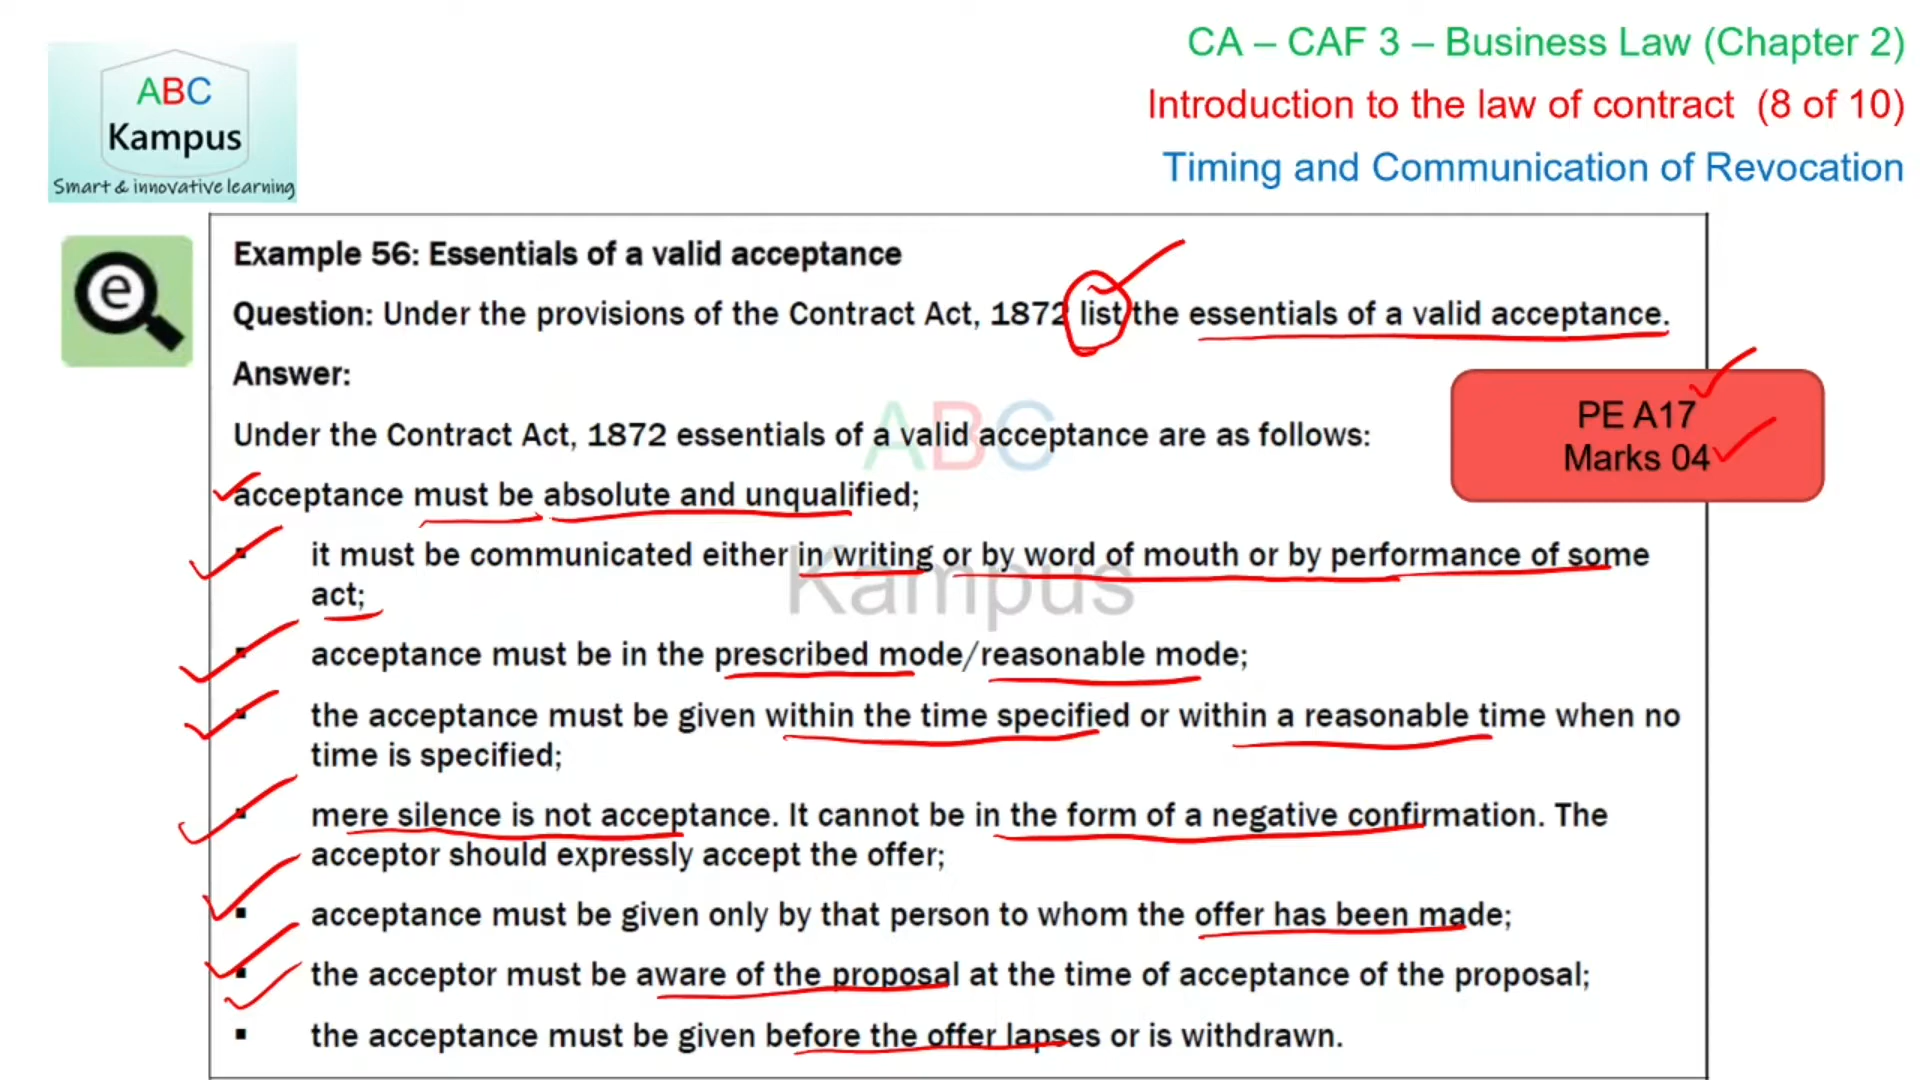 ABC
Kampus
Smart & innovative learning
CA – CAF 3 – Business Law (Chapter 2)
Introduction to the law of contract (8 of 10)
Timing and Communication of Revocation
e
Example 56: Essentials of a valid acceptance
Question: Under the provisions of the Contract Act, 1872 list the essentials of a valid acceptance.
Answer:
PE A17
Marks 04
Under the Contract Act, 1872 essentials of a valid acceptance are as follows:
acceptance must be absolute and unqualified;
▪ it must be communicated either in writing or by word of mouth or by performance of some
act;
▪ acceptance must be in the prescribed mode/reasonable mode;
▪ the acceptance must be given within the time specified or within a reasonable time when no
time is specified;
▪ mere silence is not acceptance. It cannot be in the form of a negative confirmation. The
acceptor should expressly accept the offer;
▪ acceptance must be given only by that person to whom the offer has been made;
▪ the acceptor must be aware of the proposal at the time of acceptance of the proposal;
▪ the acceptance must be given before the offer lapses or is withdrawn.
ABC
Kampus